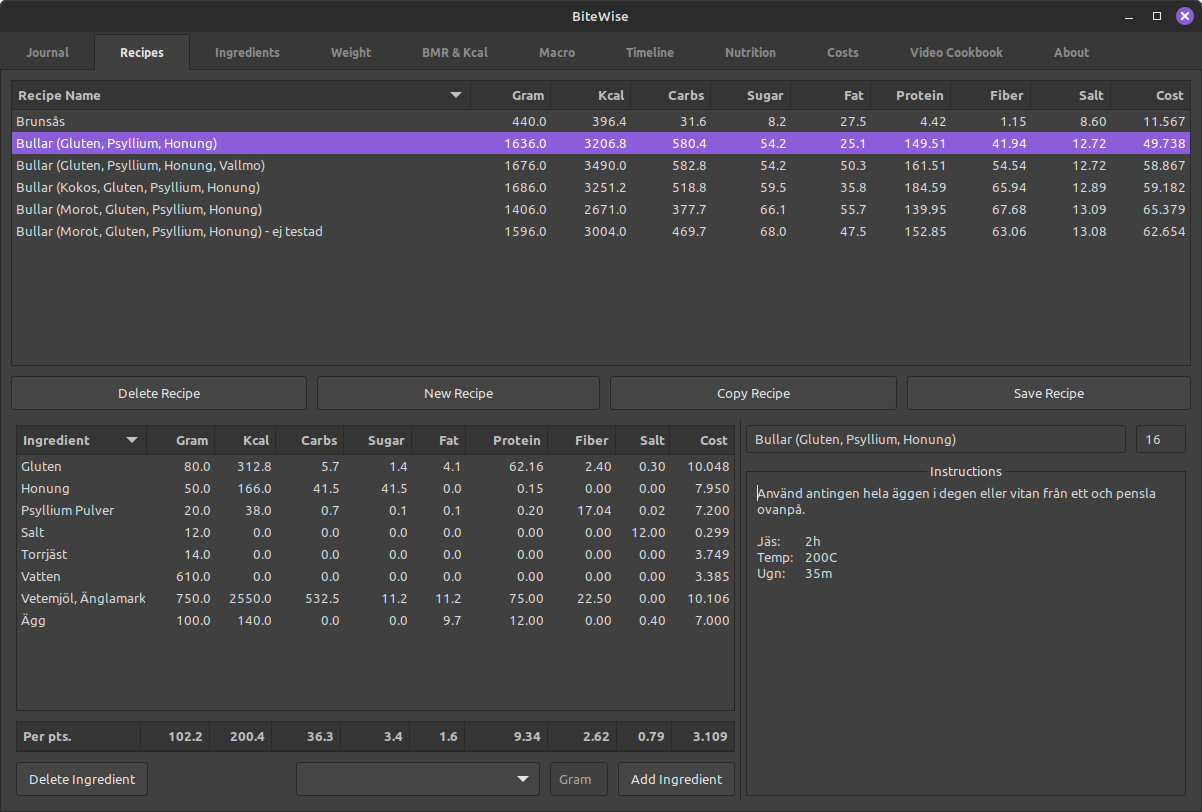 BiteWise
Journal Recipes Ingredients Weight BMR & Kcal Macro Timeline Nutrition Costs Video Cookbook About
Recipe Name Gram Kcal Carbs Sugar Fat Protein Fiber Salt Cost
Brunsås 440.0 396.4 31.6 8.2 27.5 4.42 1.15 8.60 11.567
Bullar (Gluten, Psyllium, Honung) 1636.0 3206.8 580.4 54.2 25.1 149.51 41.94 12.72 49.738
Bullar (Gluten, Psyllium, Honung, Vallmo) 1676.0 3490.0 582.8 54.2 50.3 161.51 54.54 12.72 58.867
Bullar (Kokos, Gluten, Psyllium, Honung) 1686.0 3251.2 518.8 59.5 35.8 184.59 65.94 12.89 59.182
Bullar (Morot, Gluten, Psyllium, Honung) 1406.0 2671.0 377.7 66.1 55.7 139.95 67.68 13.09 65.379
Bullar (Morot, Gluten, Psyllium, Honung) - ej testad 1596.0 3004.0 469.7 68.0 47.5 152.85 63.06 13.08 62.654
Delete Recipe New Recipe Copy Recipe Save Recipe
Ingredient Gram Kcal Carbs Sugar Fat Protein Fiber Salt Cost
Gluten 80.0 312.8 5.7 1.4 4.1 62.16 2.40 0.30 10.048
Honung 50.0 166.0 41.5 41.5 0.0 0.15 0.00 0.00 7.950
Psyllium Pulver 20.0 38.0 0.7 0.1 0.1 0.20 17.04 0.02 7.200
Salt 12.0 0.0 0.0 0.0 0.0 0.00 0.00 12.00 0.299
Torrjäst 14.0 0.0 0.0 0.0 0.0 0.00 0.00 0.00 3.749
Vatten 610.0 0.0 0.0 0.0 0.0 0.00 0.00 0.00 3.385
Vetemjöl, Änglamark 750.0 2550.0 532.5 11.2 11.2 75.00 22.50 0.00 10.106
Ägg 100.0 140.0 0.0 0.0 9.7 12.00 0.00 0.40 7.000
Per pts. 102.2 200.4 36.3 3.4 1.6 9.34 2.62 0.79 3.109
Delete Ingredient Gram Add Ingredient
Bullar (Gluten, Psyllium, Honung) 16
Instructions
Använd antingen hela äggen i degen eller vitan från ett och pensla
ovanpå.
Jäs: 2h
Temp: 200C
Ugn: 35m